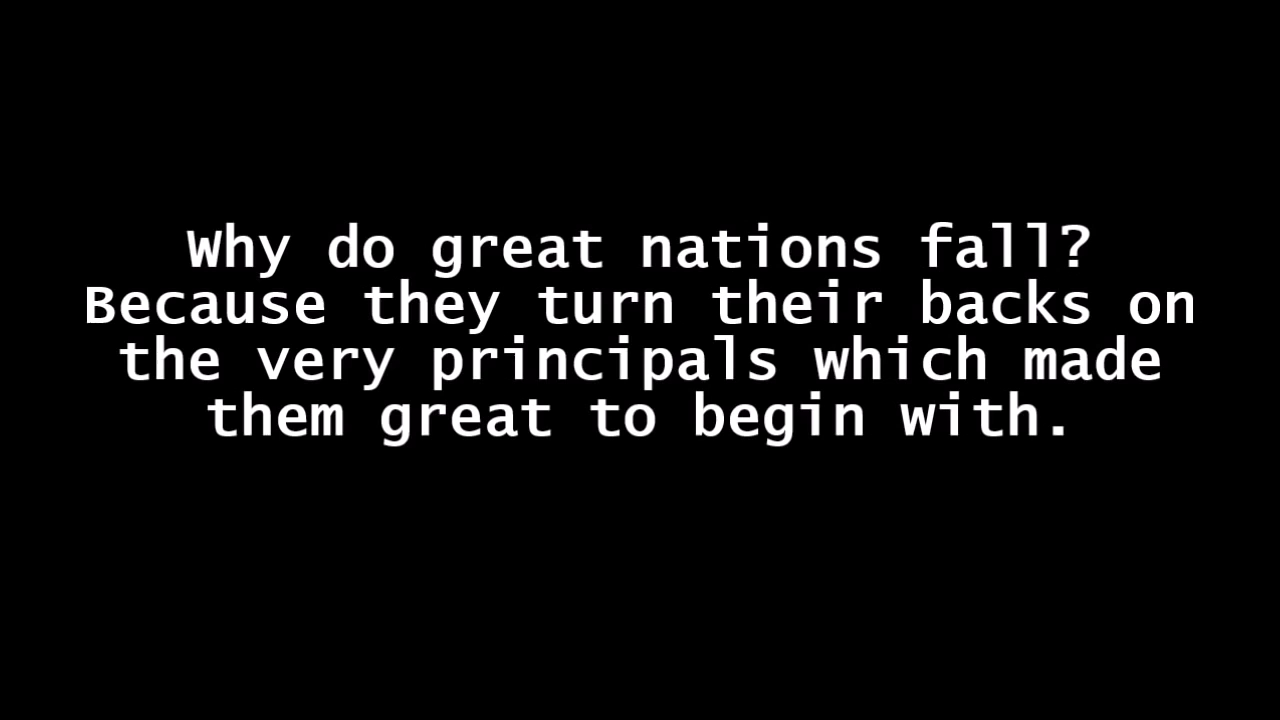 Why do great nations fall?
Because they turn their backs on
the very principals which made
them great to begin with.